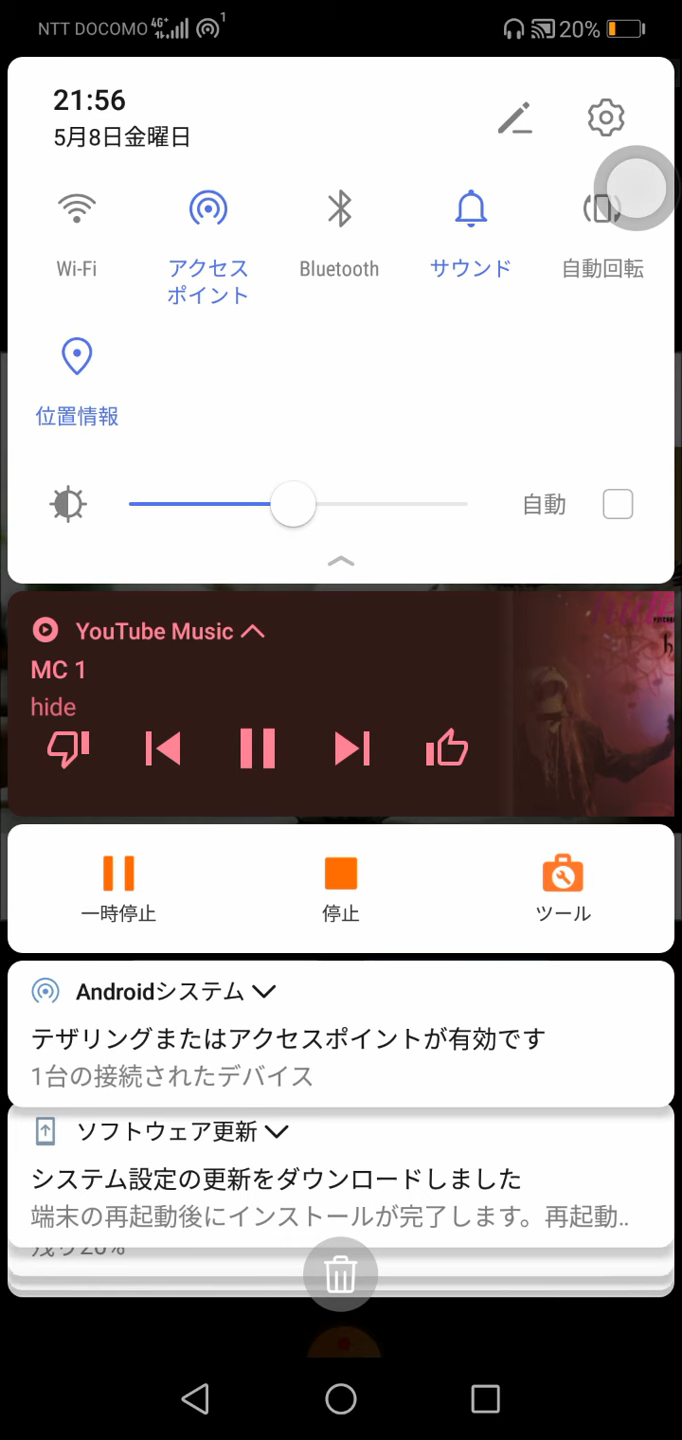 NTT DOCOMO 4G+ 1 20%
21:56
5月8日金曜日
Wi-Fi
アクセス
ポイント
Bluetooth
サウンド
自動回転
位置情報
自動
YouTube Music
MC 1
hide
hide
一時停止
停止
ツール
Androidシステム
テザリングまたはアクセスポイントが有効です
1台の接続されたデバイス
ソフトウェア更新
システム設定の更新をダウンロードしました
端末の再起動後にインストールが完了します。再起動..
残り20%